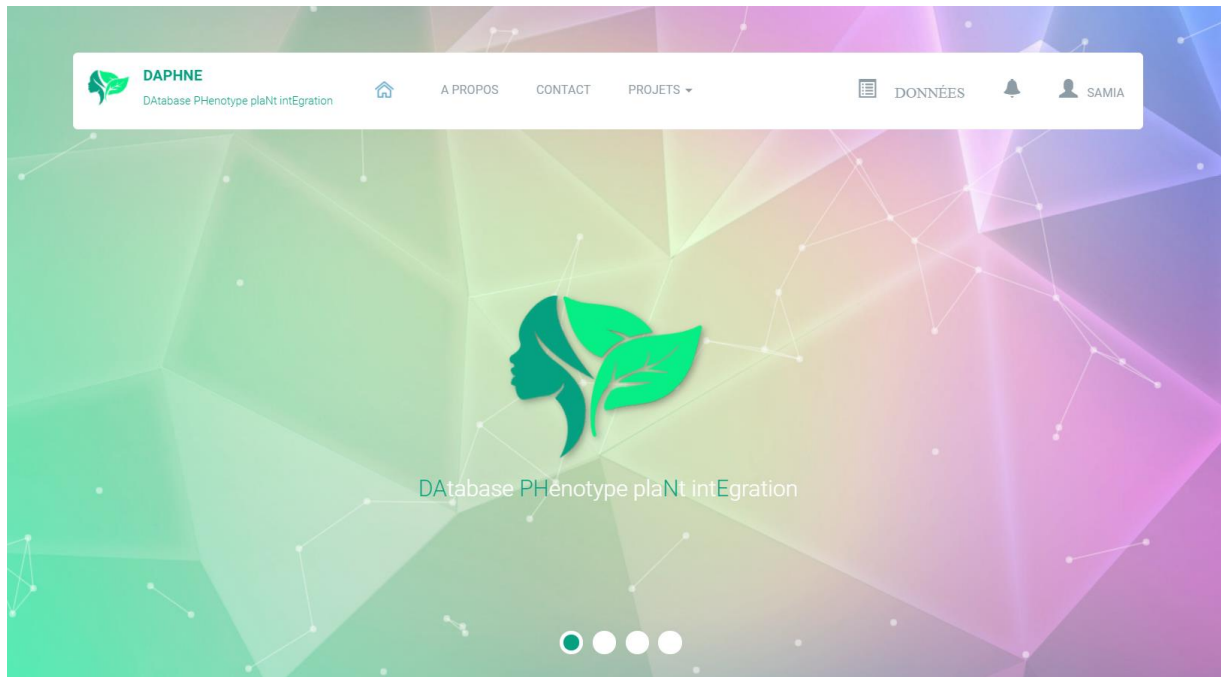 DAPHNE
DAtabase PHenotype plaNt intEgration
A PROPOS CONTACT PROJETS
DONNÉES
SAMIA
DAtabase PHenotype plaNt intEgration